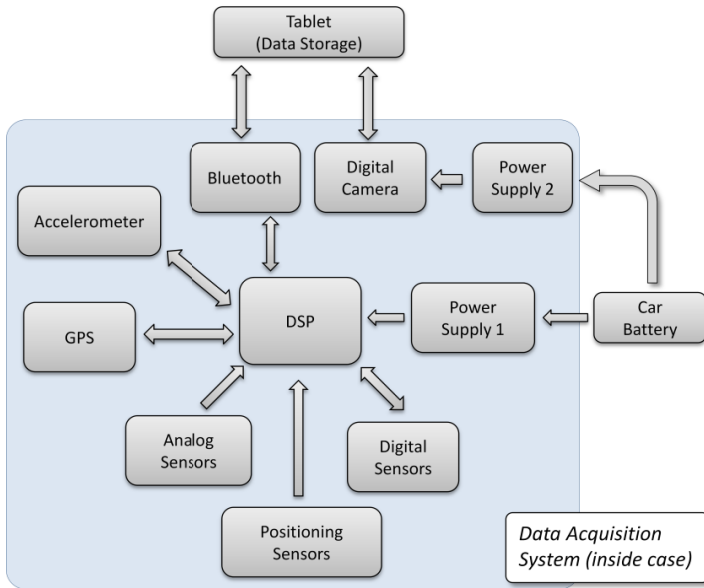 Tablet
(Data Storage)
Bluetooth
Digital
Camera
Power
Supply 2
Accelerometer
GPS
DSP
Power
Supply 1
Car
Battery
Analog
Sensors
Digital
Sensors
Positioning
Sensors
Data Acquisition
System (inside case)